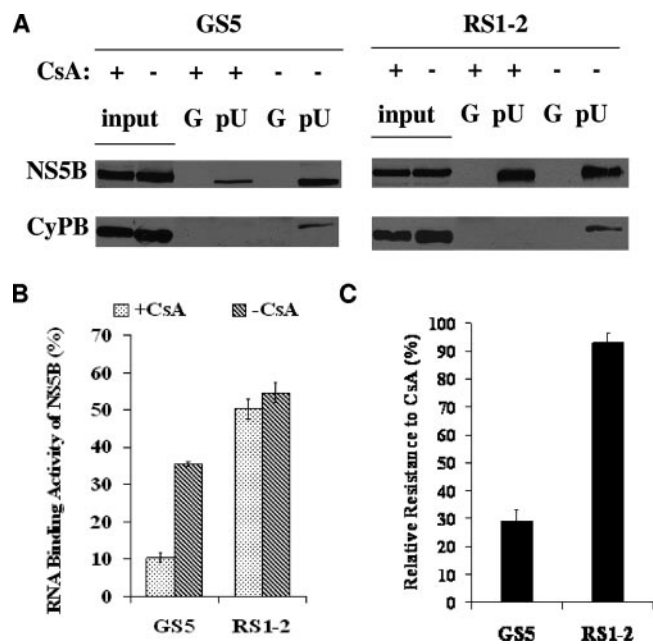 A
GS5
RS1-2
CsA: + - + + - -
+ - + + - -
input G pU G pU
input G pU G pU
NS5B
CyPB
B
+CsA -CsA
RNA Binding Activity of NS5B (%)
70
60
50
40
30
20
10
0
GS5 RS1-2
C
Relative Resistance to CsA (%)
100
90
80
70
60
50
40
30
20
10
0
GS5 RS1-2